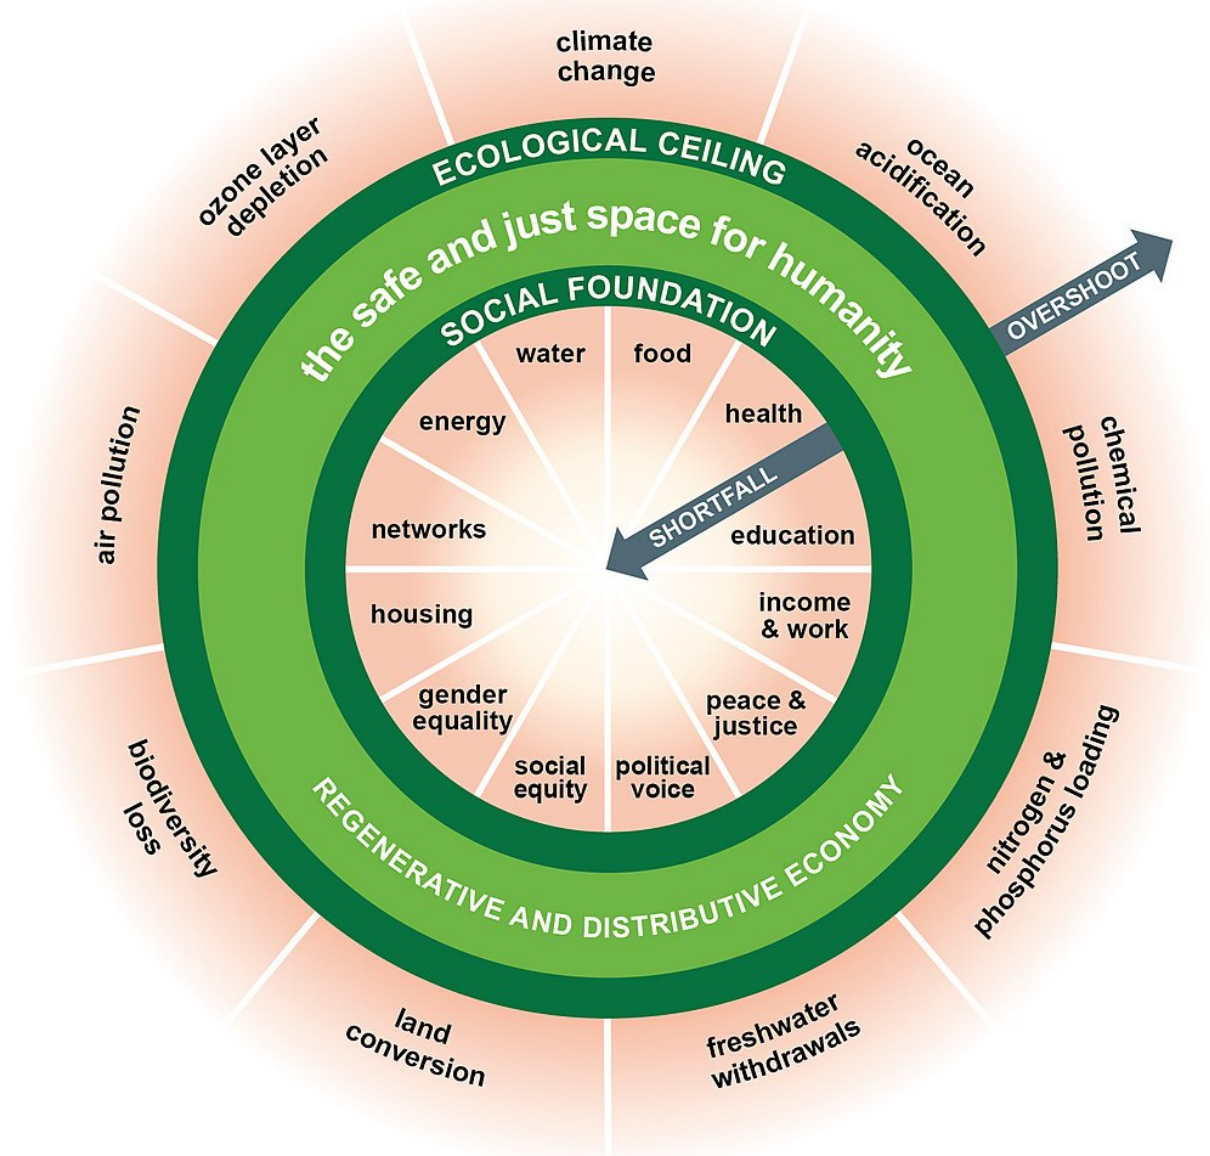 climate
change
ocean
acidification
OVERSHOOT
chemical
pollution
nitrogen &
phosphorus loading
freshwater
withdrawals
land
conversion
biodiversity
loss
air pollution
ozone layer
depletion
ECOLOGICAL CEILING
the safe and just space for humanity
SOCIAL FOUNDATION
water
food
health
SHORTFALL
education
income
& work
peace &
justice
political
voice
social
equity
gender
equality
housing
networks
energy
REGENERATIVE AND DISTRIBUTIVE ECONOMY